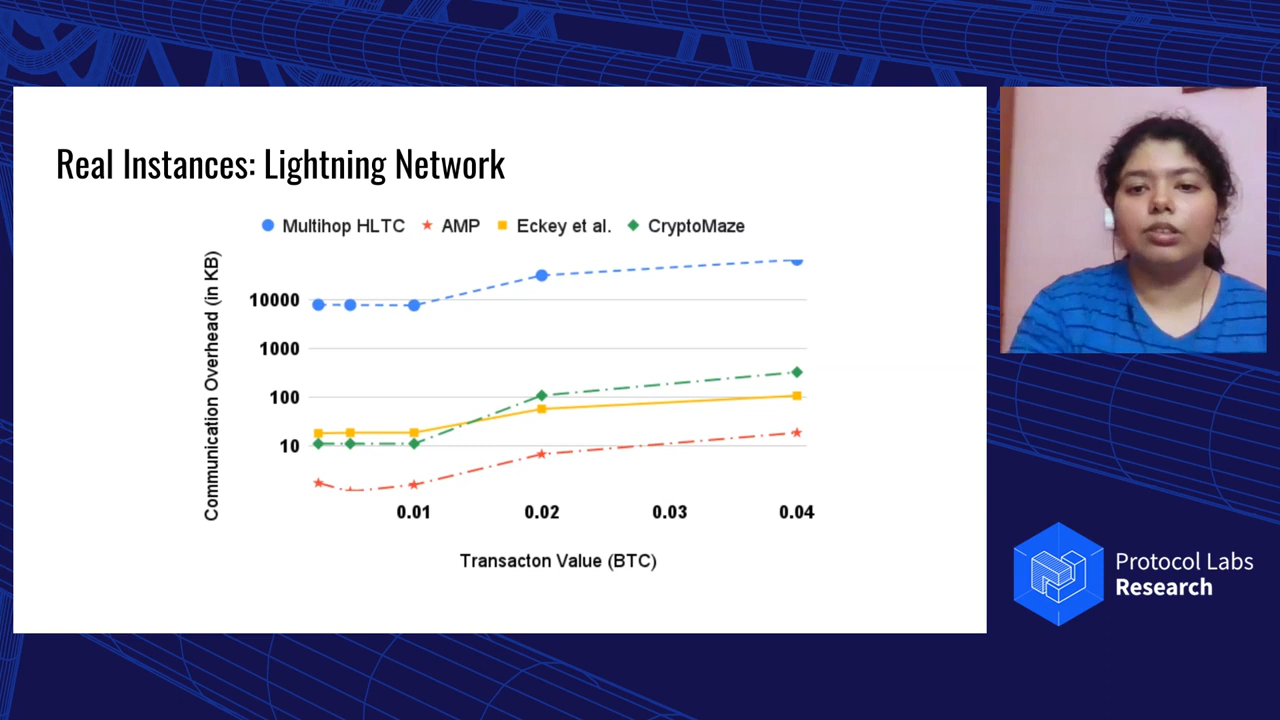 Real Instances: Lightning Network
Multihop HLTC AMP Eckey et al. CryptoMaze
Communication Overhead (in KB)
10000
1000
100
10
0.01 0.02 0.03 0.04
Transacton Value (BTC)
Protocol Labs
Research